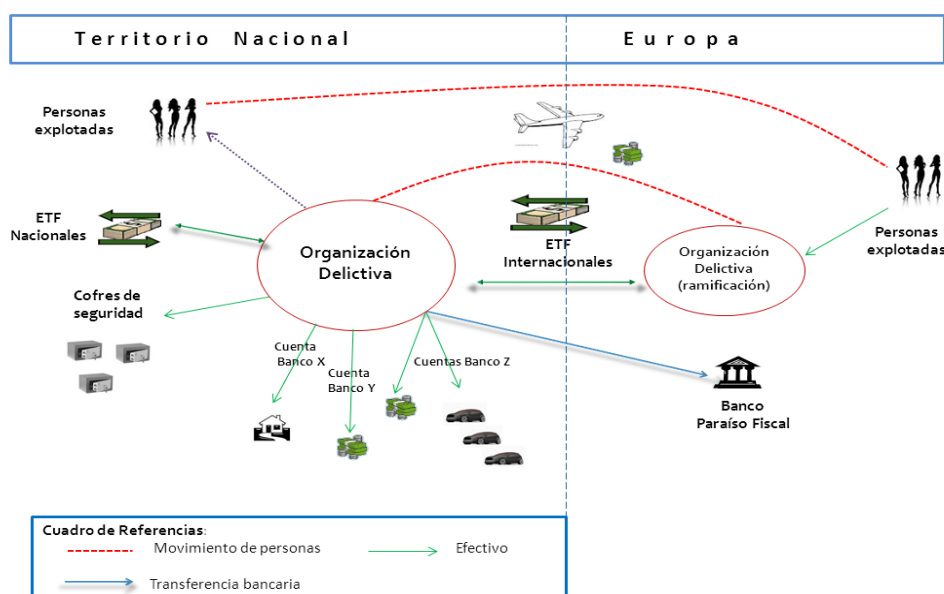 Territorio Nacional
Europa
Personas
explotadas
ETF
Nacionales
Organización
Delictiva
ETF
Internacionales
Organización
Delictiva
(ramificación)
Personas
explotadas
Cofres de
seguridad
Cuenta
Banco X
Cuenta
Banco Y
Cuentas Banco Z
Banco
Paraíso Fiscal
Cuadro de Referencias:
Movimiento de personas
Efectivo
Transferencia bancaria